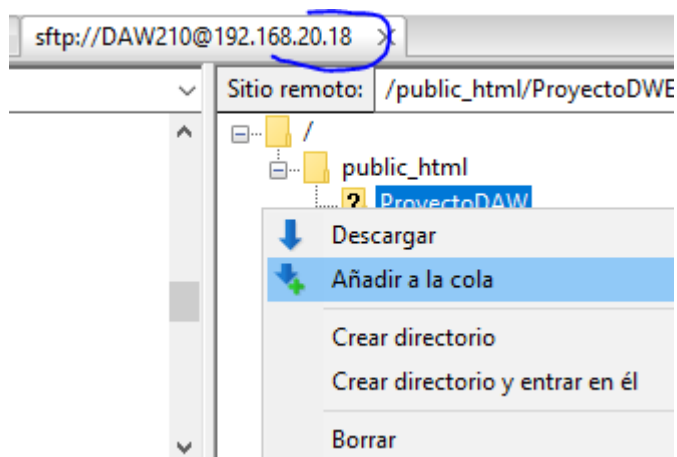 sftp://DAW210@192.168.20.18
Sitio remoto: /public_html/ProyectoDWE
/
public_html
? ProyectoDAW
Descargar
Añadir a la cola
Crear directorio
Crear directorio y entrar en él
Borrar